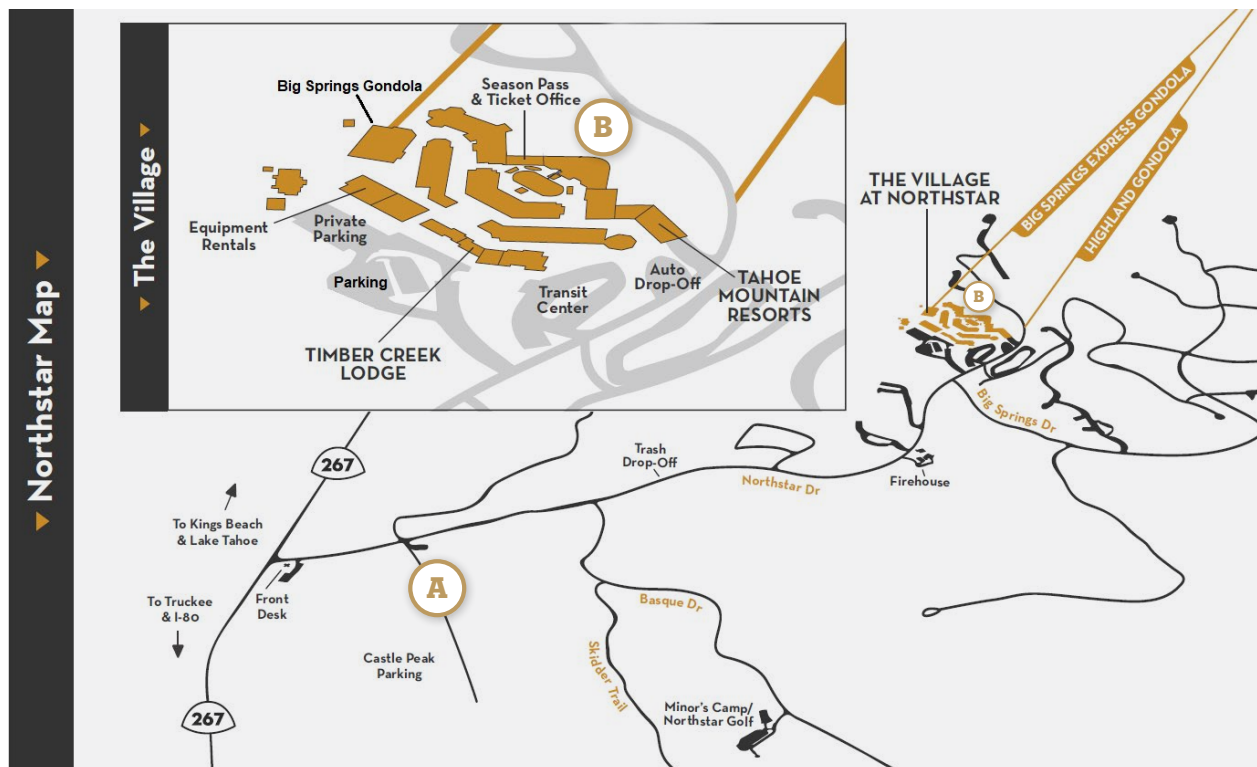 ▼ Northstar Map ▼
▼ The Village ▼
Big Springs Gondola
Season Pass
& Ticket Office
B
Equipment
Rentals
Private
Parking
Parking
Transit
Center
Auto
Drop-Off
TAHOE
MOUNTAIN
RESORTS
TIMBER CREEK
LODGE
BIG SPRINGS EXPRESS GONDOLA
HIGHLAND GONDOLA
THE VILLAGE
AT NORTHSTAR
B
Big Springs Dr
267
Trash
Drop-Off
Northstar Dr
Firehouse
To Kings Beach
& Lake Tahoe
Front
Desk
A
To Truckee
& I-80
Castle Peak
Parking
Basque Dr
Skidder Trail
Minor's Camp/
Northstar Golf
267